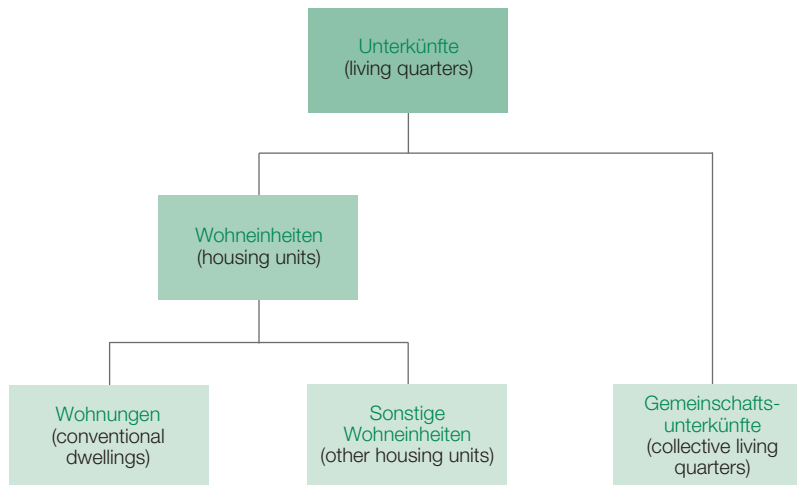 Unterkünfte
(living quarters)
Wohneinheiten
(housing units)
Wohnungen
(conventional
dwellings)
Sonstige
Wohneinheiten
(other housing units)
Gemeinschafts-
unterkünfte
(collective living
quarters)